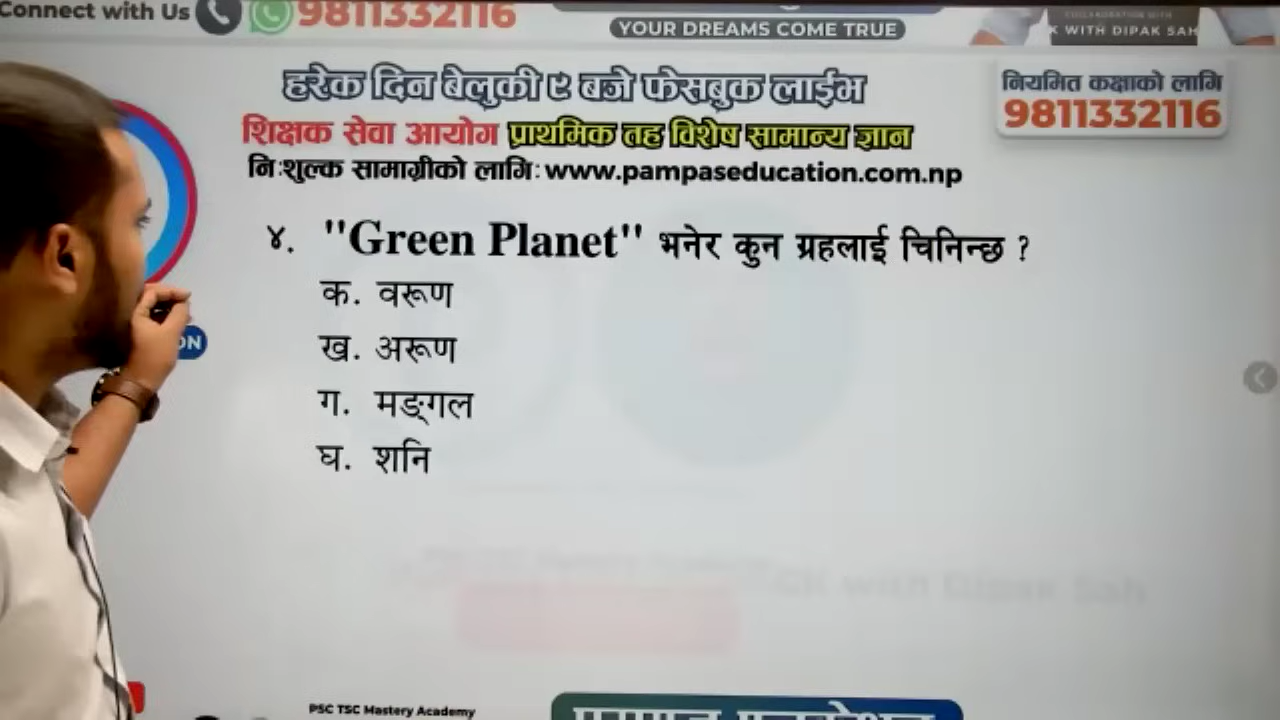 Connect with Us 9811332116
YOUR DREAMS COME TRUE
K WITH DIPAK SAH
हरेक दिन बेलुकी ९ बजे फेसबुक लाईभ
नियमित कक्षाको लागि
9811332116
शिक्षक सेवा आयोग प्राथमिक तह विशेष सामान्य ज्ञान
नि:शुल्क सामाग्रीको लागि: www.pampaseducation.com.np
४. "Green Planet" भनेर कुन ग्रहलाई चिनिन्छ ?
क. वरूण
ख. अरूण
ग. मङ्गल
घ. शनि
ON
PSC TSC Mastery Academy